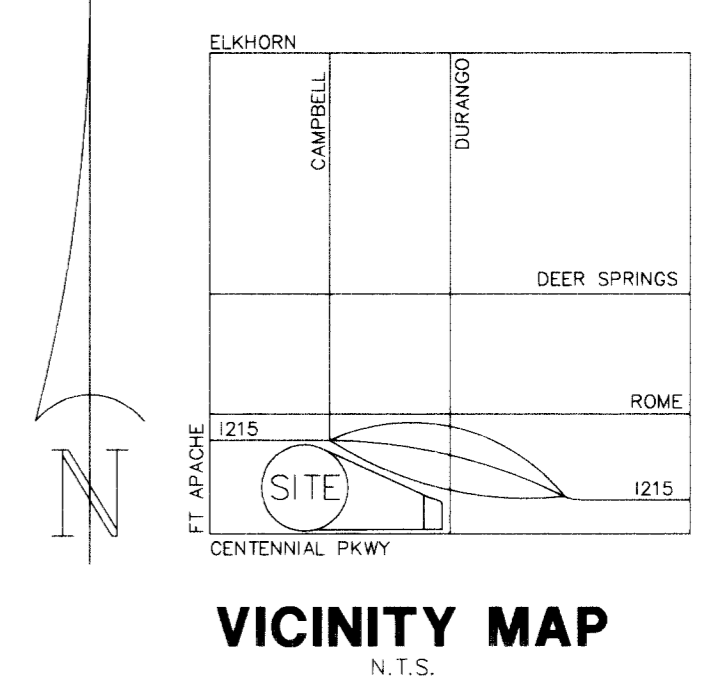 ELKHORN
CAMPBELL
DURANGO
DEER SPRINGS
ROME
I215
FT APACHE
SITE
I215
CENTENNIAL PKWY
N
VICINITY MAP
N.T.S.